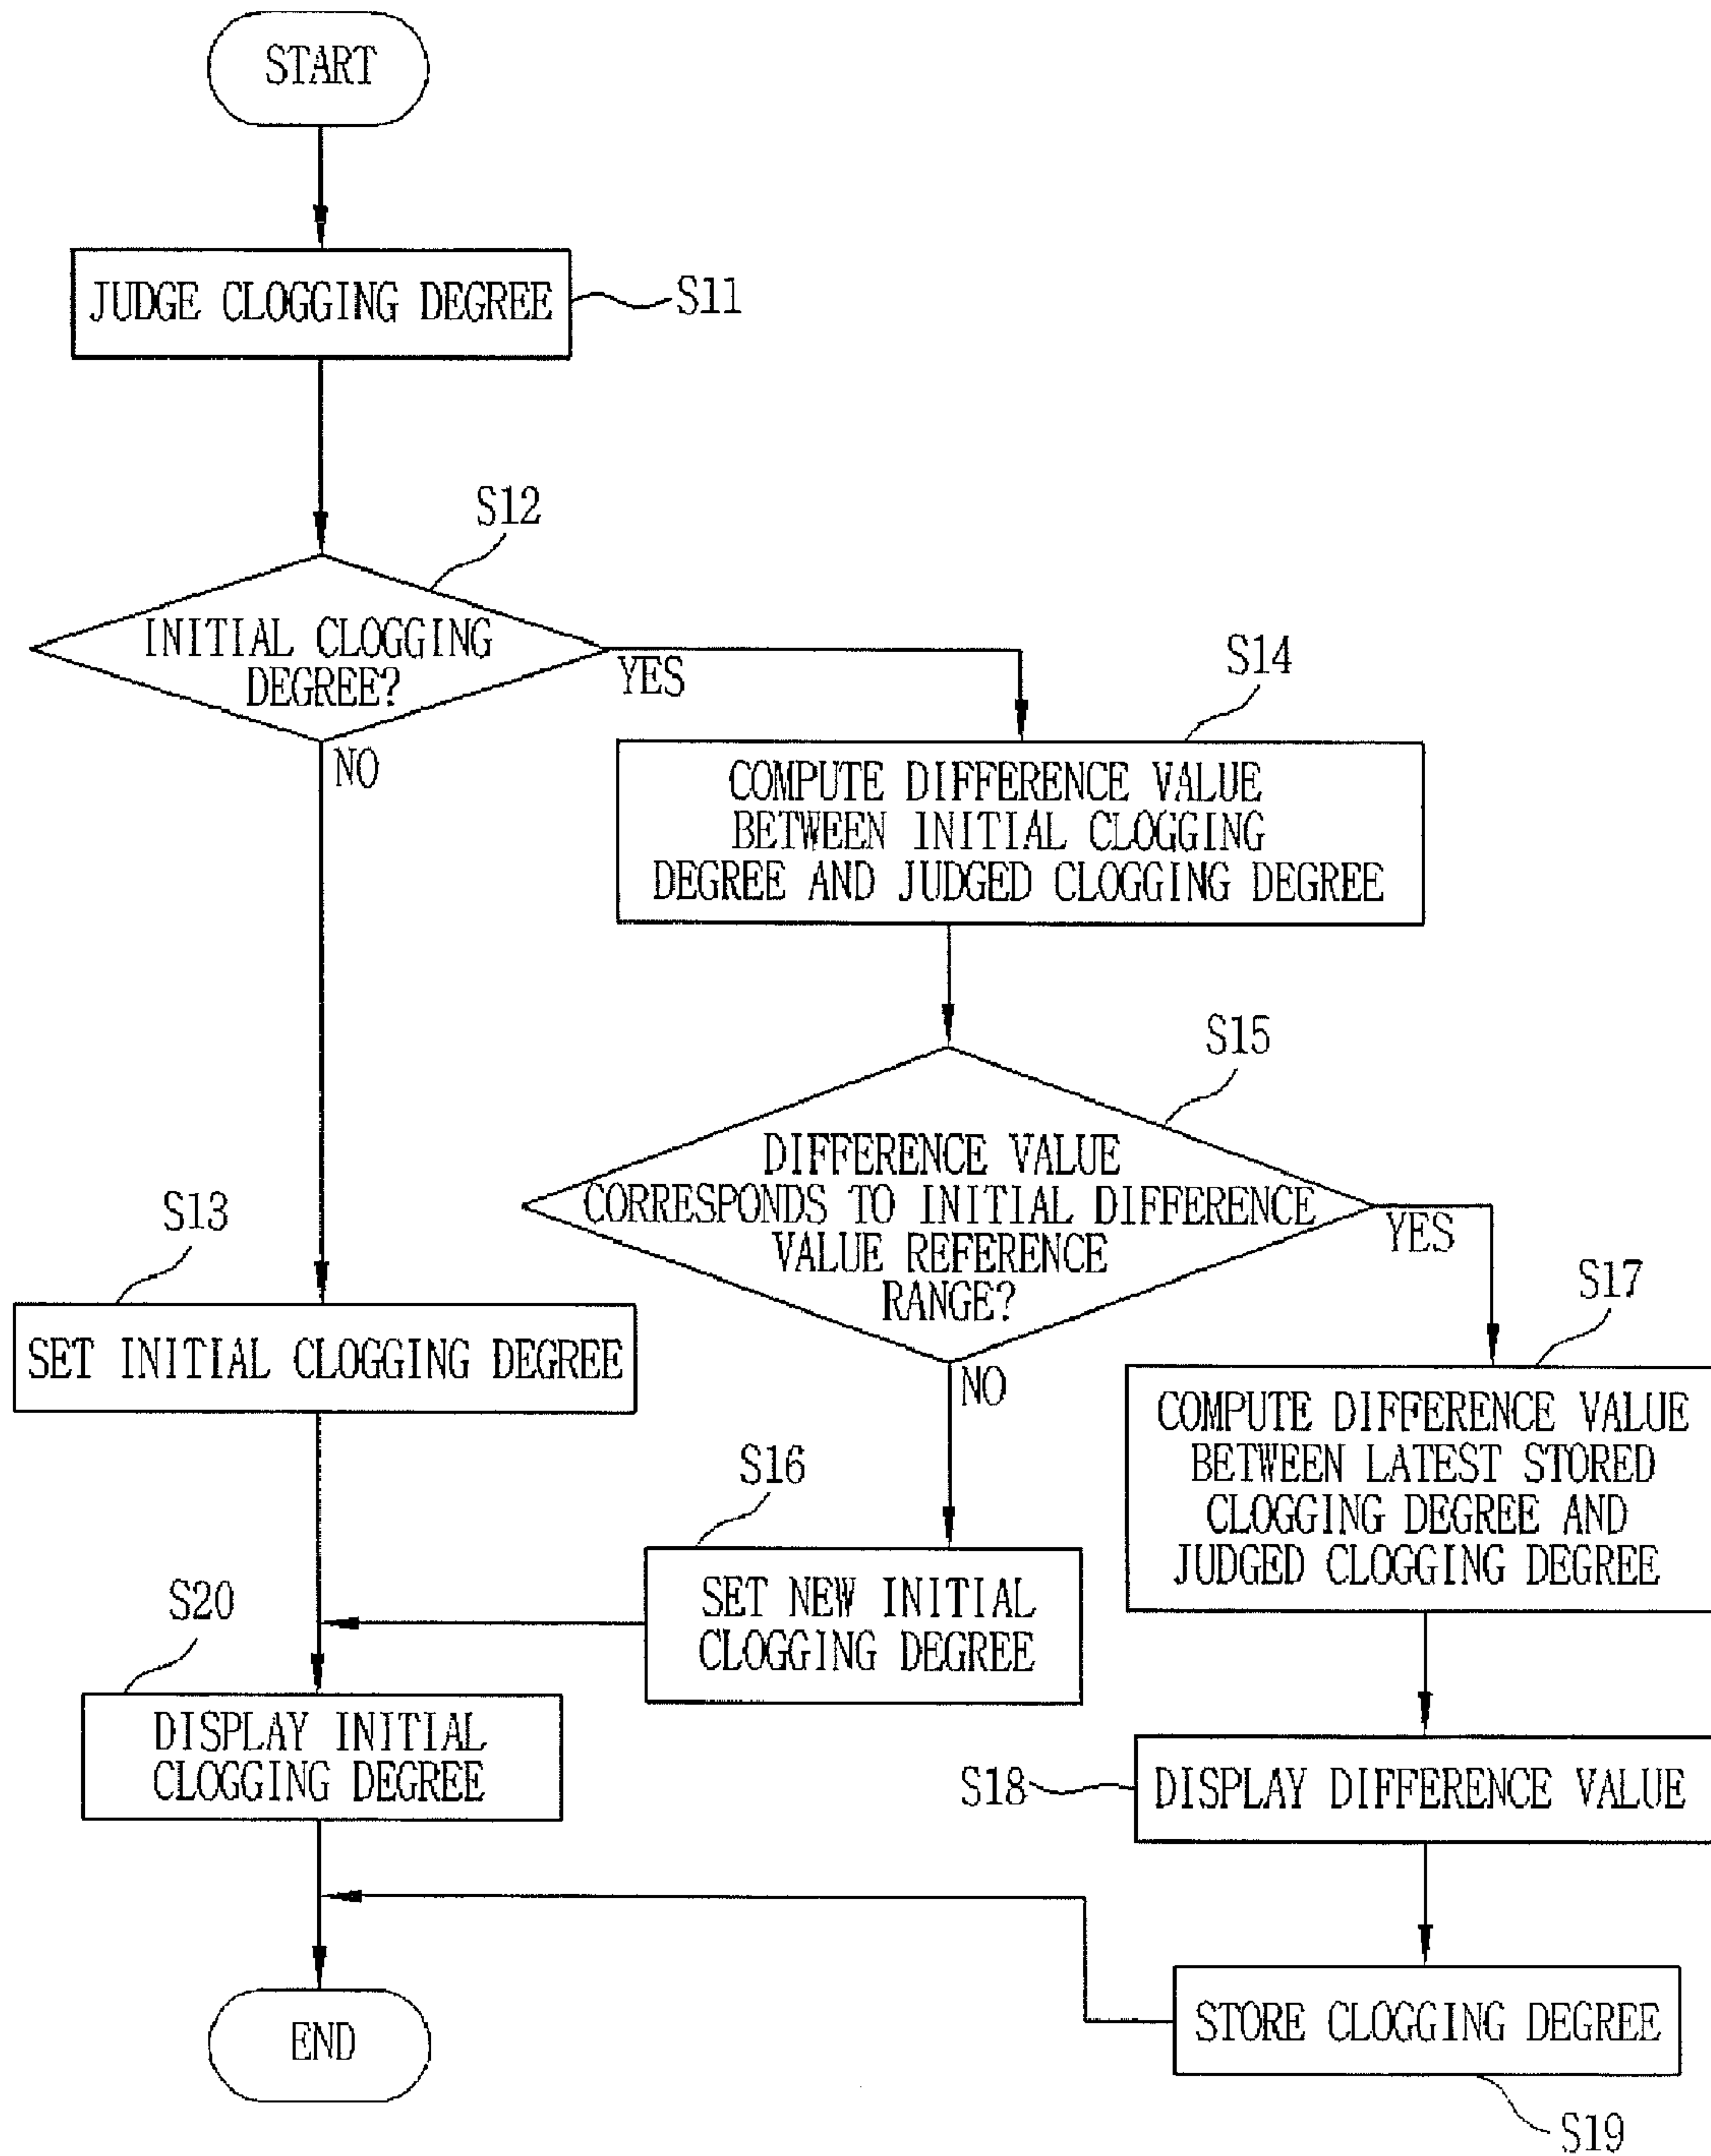 START
JUDGE CLOGGING DEGREE
S11
S12
INITIAL CLOGGING
DEGREE?
YES
NO
S14
COMPUTE DIFFERENCE VALUE
BETWEEN INITIAL CLOGGING
DEGREE AND JUDGED CLOGGING DEGREE
S15
DIFFERENCE VALUE
CORRESPONDS TO INITIAL DIFFERENCE
VALUE REFERENCE
RANGE?
YES
NO
S13
SET INITIAL CLOGGING DEGREE
S17
COMPUTE DIFFERENCE VALUE
BETWEEN LATEST STORED
CLOGGING DEGREE AND
JUDGED CLOGGING DEGREE
S16
SET NEW INITIAL
CLOGGING DEGREE
S20
DISPLAY INITIAL
CLOGGING DEGREE
S18
DISPLAY DIFFERENCE VALUE
STORE CLOGGING DEGREE
S19
END